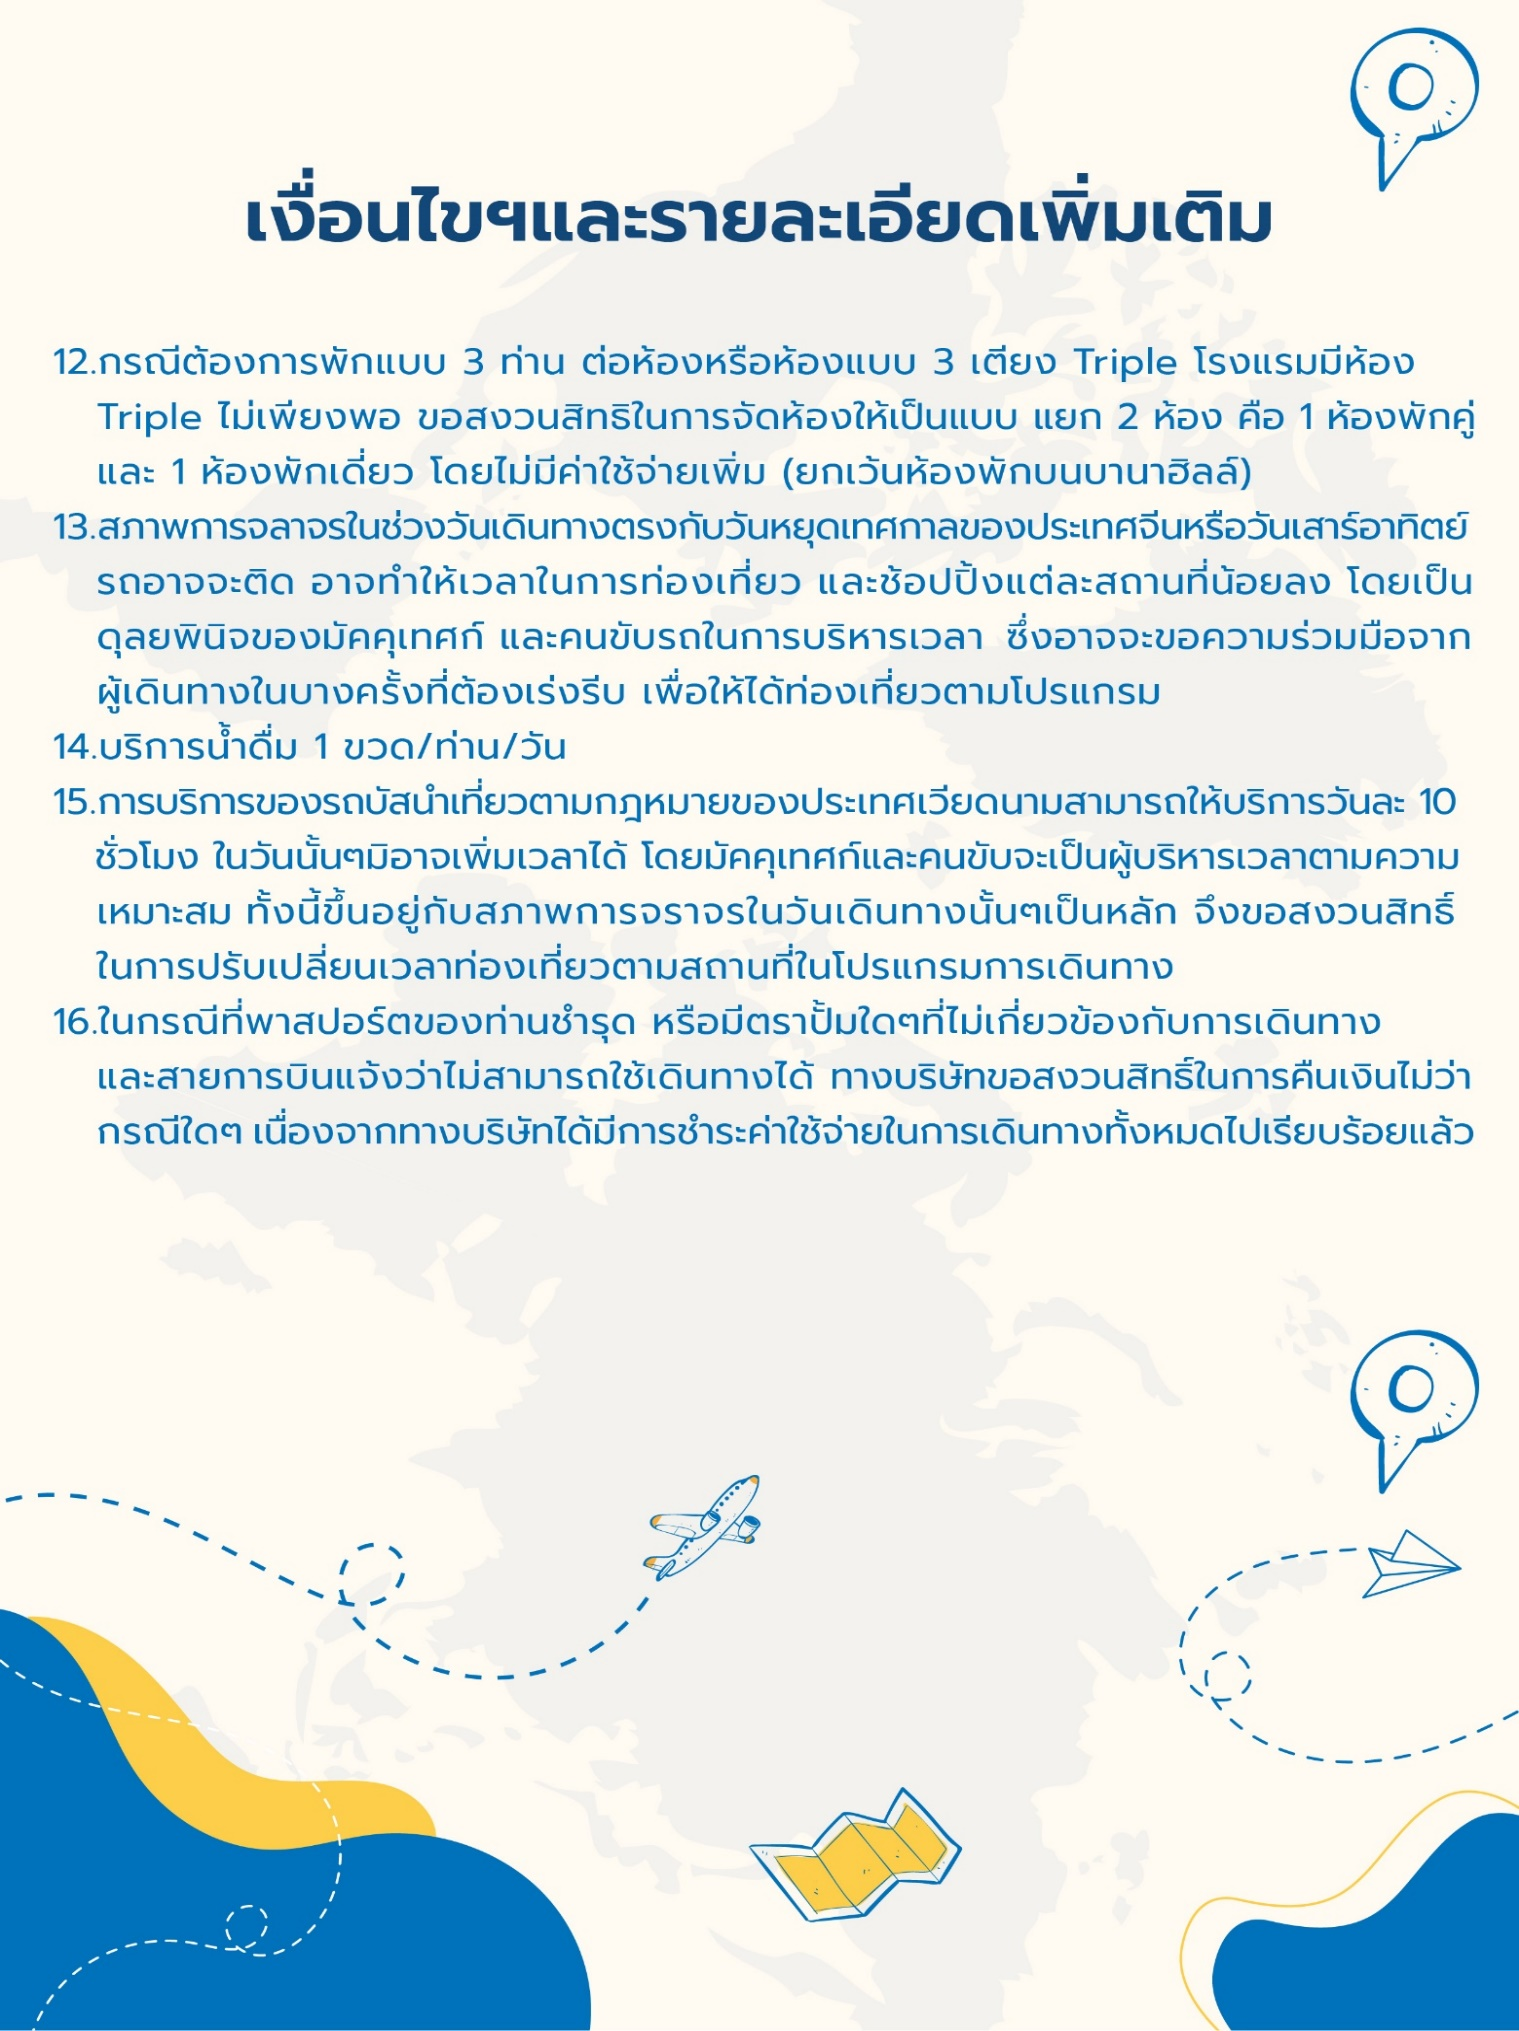 เงื่อนไขฯและรายละเอียดเพิ่มเติม
12.กรณีต้องการพักแบบ 3 ท่าน ต่อห้องหรือห้องแบบ 3 เตียง Triple โรงแรมมีห้อง
Triple ไม่เพียงพอ ขอสงวนสิทธิในการจัดห้องให้เป็นแบบ แยก 2 ห้อง คือ 1 ห้องพักคู่
และ 1 ห้องพักเดี่ยว โดยไม่มีค่าใช้จ่ายเพิ่ม (ยกเว้นห้องพักบนบานาฮิลล์)
13.สภาพการจลาจรในช่วงวันเดินทางตรงกับวันหยุดเทศกาลของประเทศจีนหรือวันเสาร์อาทิตย์
รถอาจจะติด อาจทำให้เวลาในการท่องเที่ยว และช้อปปิ้งแต่ละสถานที่น้อยลง โดยเป็น
ดุลยพินิจของมัคคุเทศก์ และคนขับรถในการบริหารเวลา ซึ่งอาจจะขอความร่วมมือจาก
ผู้เดินทางในบางครั้งที่ต้องเร่งรีบ เพื่อให้ได้ท่องเที่ยวตามโปรแกรม
14.บริการน้ำดื่ม 1 ขวด/ท่าน/วัน
15.การบริการของรถบัสนำเที่ยวตามกฎหมายของประเทศเวียดนามสามารถให้บริการวันละ 10
ชั่วโมง ในวันนั้นๆมิอาจเพิ่มเวลาได้ โดยมัคคุเทศก์และคนขับจะเป็นผู้บริหารเวลาตามความ
เหมาะสม ทั้งนี้ขึ้นอยู่กับสภาพการจราจรในวันเดินทางนั้นๆเป็นหลัก จึงขอสงวนสิทธิ์
ในการปรับเปลี่ยนเวลาท่องเที่ยวตามสถานที่ในโปรแกรมการเดินทาง
16.ในกรณีที่พาสปอร์ตของท่านชำรุด หรือมีตราปั้มใดๆที่ไม่เกี่ยวข้องกับการเดินทาง
และสายการบินแจ้งว่าไม่สามารถใช้เดินทางได้ ทางบริษัทขอสงวนสิทธิ์ในการคืนเงินไม่ว่า
กรณีใดๆ เนื่องจากทางบริษัทได้มีการชำระค่าใช้จ่ายในการเดินทางทั้งหมดไปเรียบร้อยแล้ว